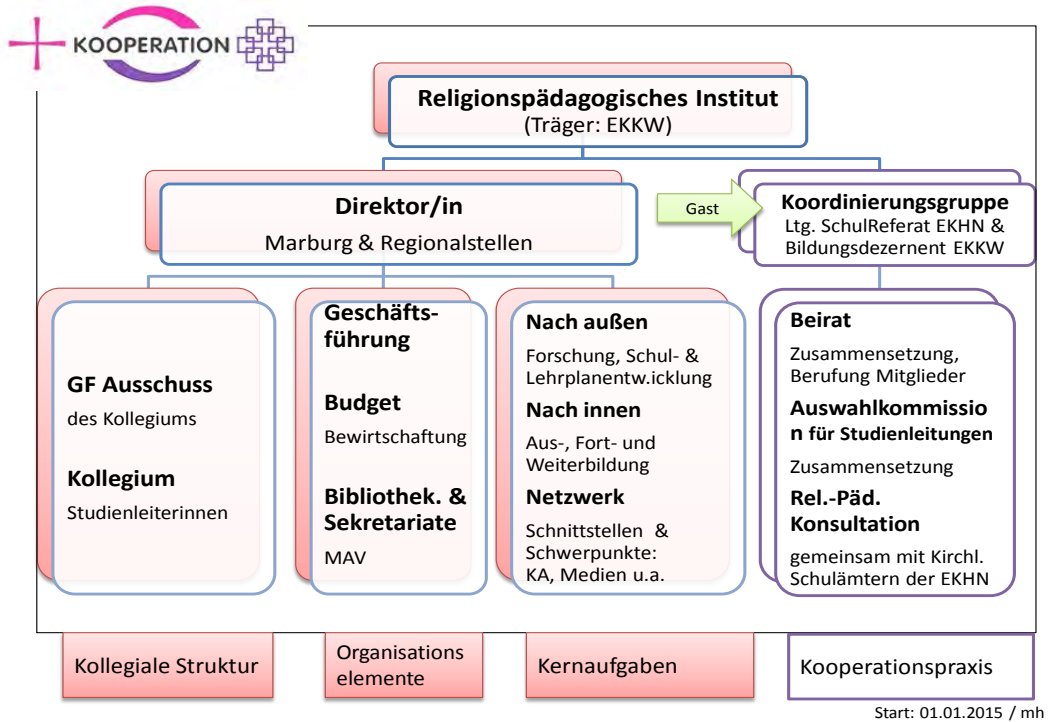 KOOPERATION
Religionspädagogisches Institut
(Träger: EKKW)
Direktor/in
Marburg & Regionalstellen
Gast
Koordinierungsgruppe
Ltg. SchulReferat EKHN &
Bildungsdezernent EKKW
GF Ausschuss
des Kollegiums
Kollegium
Studienleiterinnen
Geschäfts-
führung
Budget
Bewirtschaftung
Bibliothek. &
Sekretariate
MAV
Nach außen
Forschung, Schul- &
Lehrplanentw.icklung
Nach innen
Aus-, Fort- und
Weiterbildung
Netzwerk
Schnittstellen &
Schwerpunkte:
KA, Medien u.a.
Beirat
Zusammensetzung,
Berufung Mitglieder
Auswahlkommissio
n für Studienleitungen
Zusammensetzung
Rel.-Päd.
Konsultation
gemeinsam mit Kirchl.
Schulämtern der EKHN
Kollegiale Struktur
Organisations
elemente
Kernaufgaben
Kooperationspraxis
Start: 01.01.2015 / mh